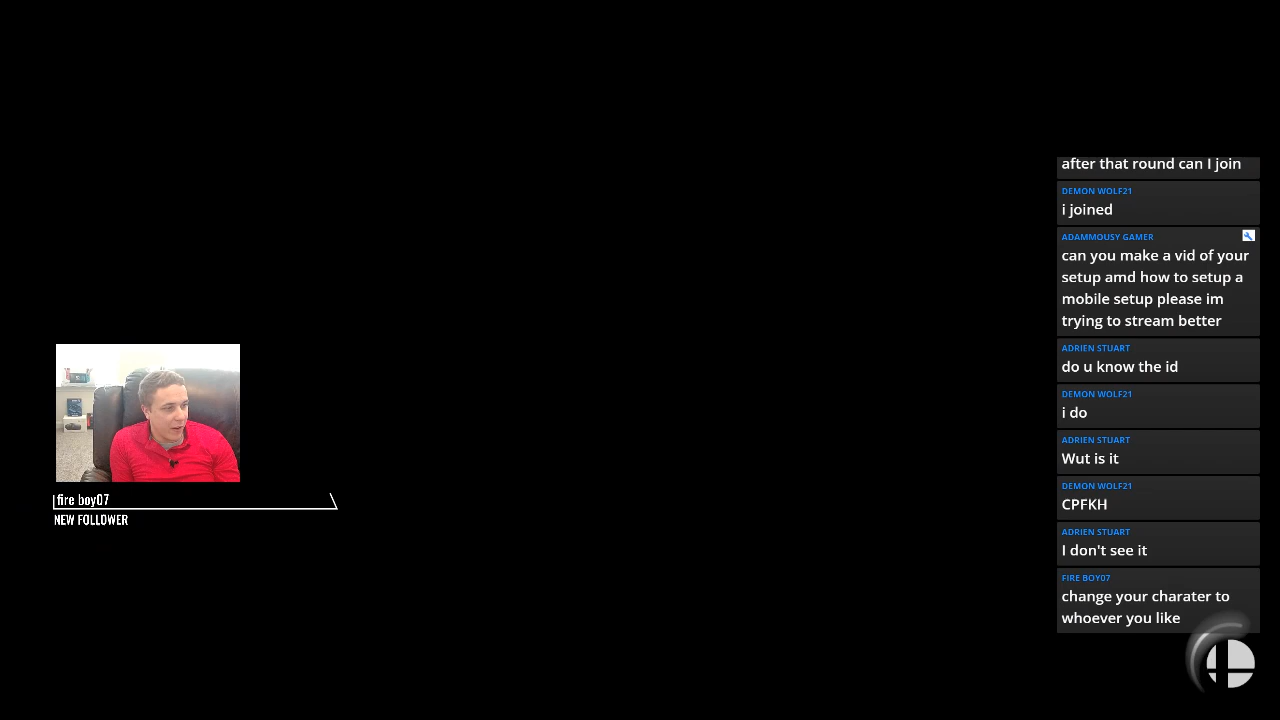 after that round can I join
DEMON WOLF21
i joined
ADAMMOUSY GAMER
can you make a vid of your
setup amd how to setup a
mobile setup please im
trying to stream better
ADRIEN STUART
do u know the id
DEMON WOLF21
i do
ADRIEN STUART
Wut is it
DEMON WOLF21
CPFKH
ADRIEN STUART
I don't see it
FIRE BOY07
change your charater to
whoever you like
fire boy07
NEW FOLLOWER